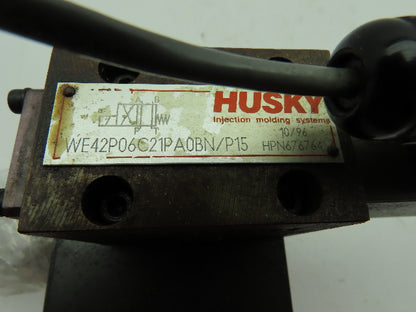 HUSKY
Injection molding systems
10/96
WE42P06C21PA0BN/P15
HPN676764
P T